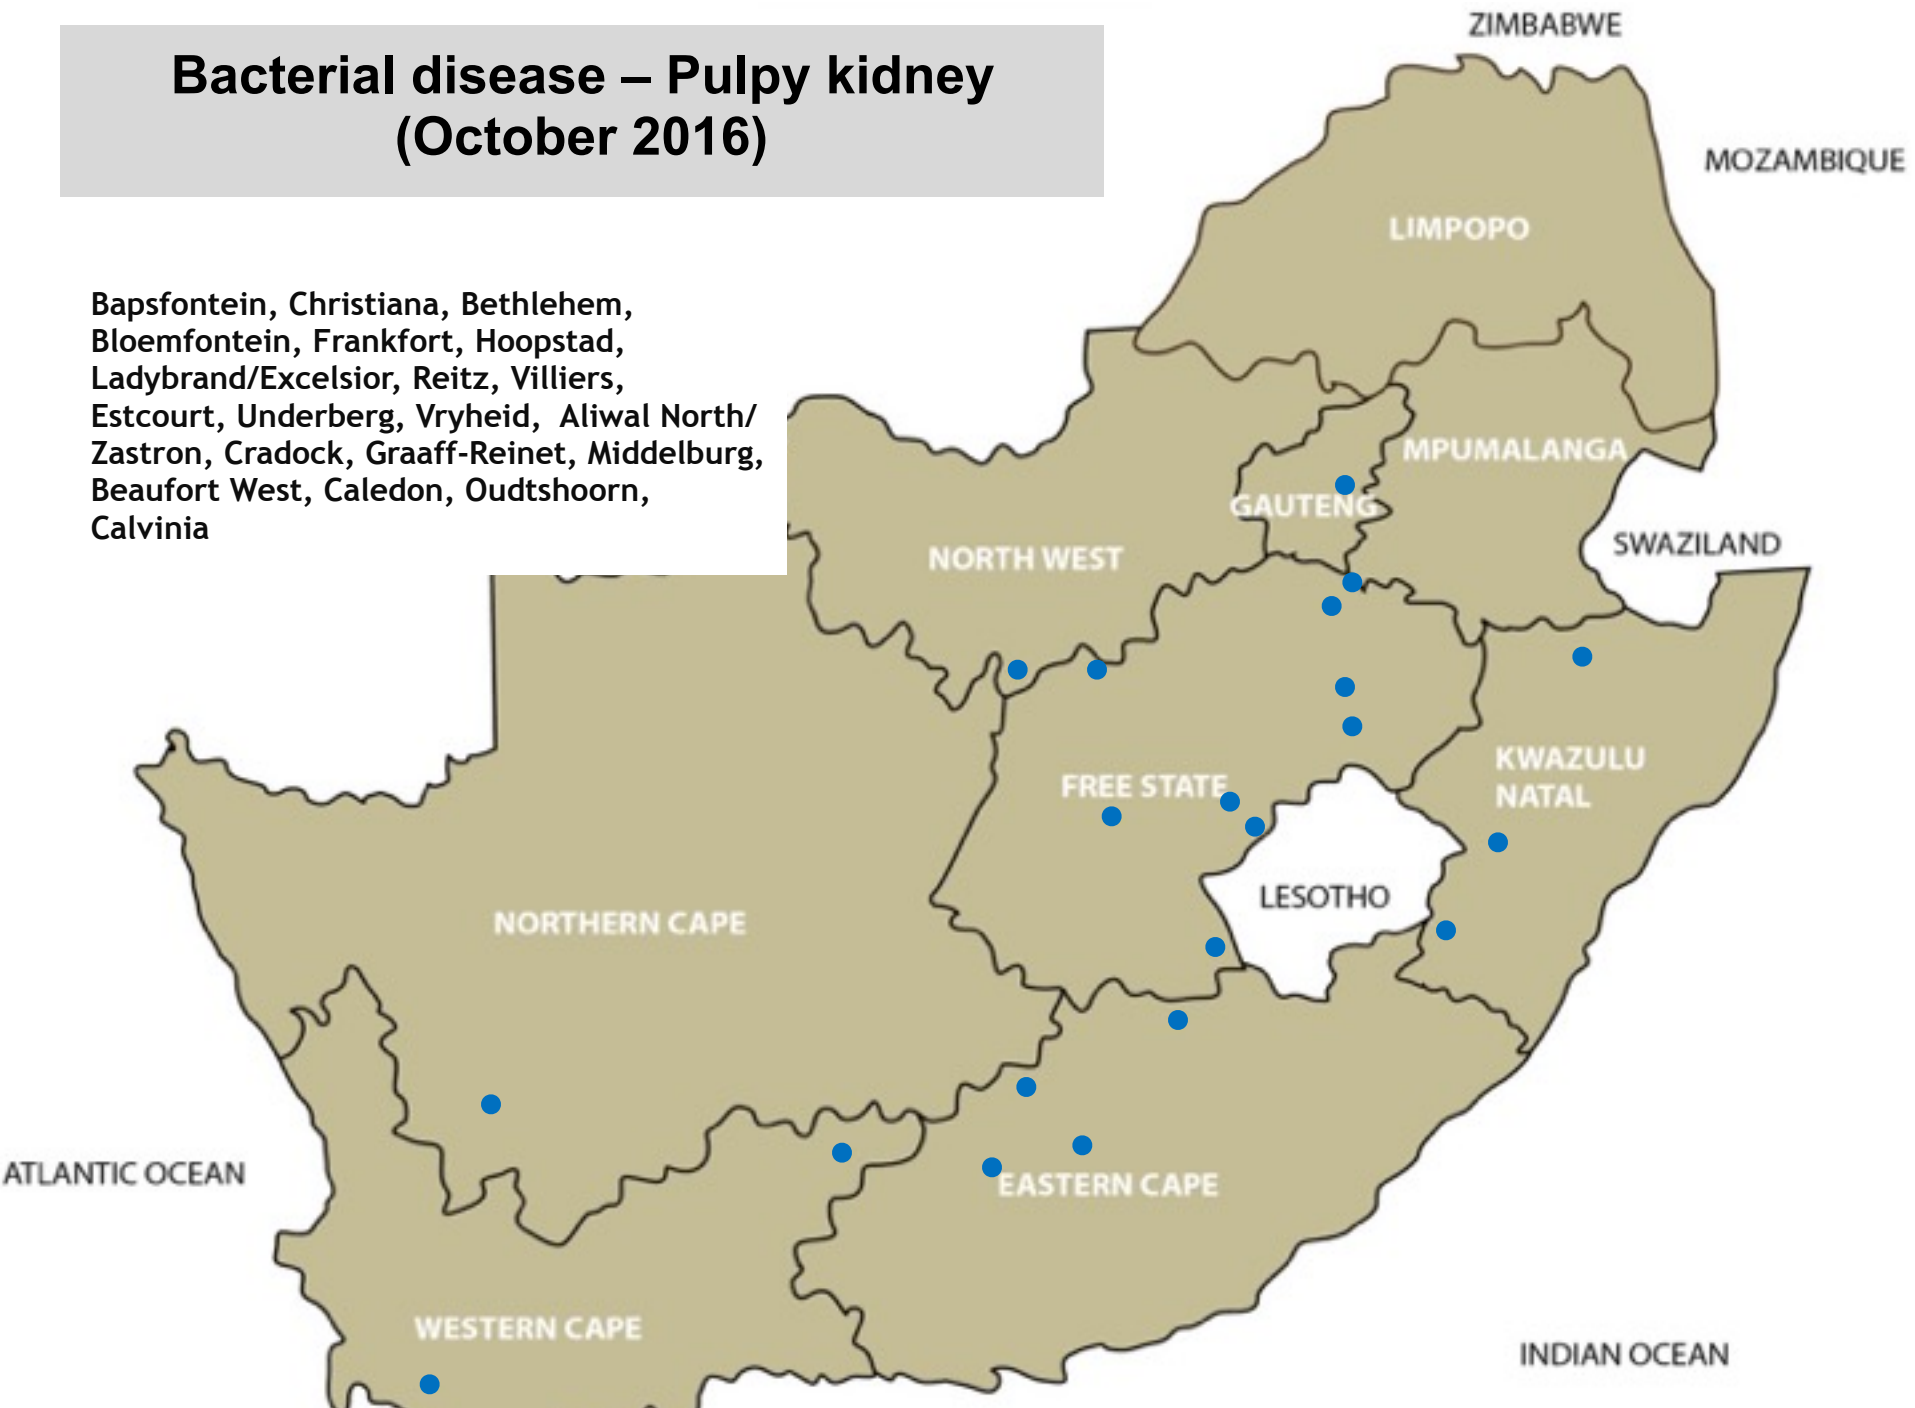 Bacterial disease – Pulpy kidney
(October 2016)
Bapsfontein, Christiana, Bethlehem,
Bloemfontein, Frankfort, Hoopstad,
Ladybrand/Excelsior, Reitz, Villiers,
Estcourt, Underberg, Vryheid,  Aliwal North/
Zastron, Cradock, Graaff-Reinet, Middelburg,
Beaufort West, Caledon, Oudtshoorn,
Calvinia
ZIMBABWE
MOZAMBIQUE
LIMPOPO
MPUMALANGA
GAUTENG
SWAZILAND
NORTH WEST
KWAZULU
NATAL
FREE STATE
LESOTHO
NORTHERN CAPE
ATLANTIC OCEAN
EASTERN CAPE
WESTERN CAPE
INDIAN OCEAN